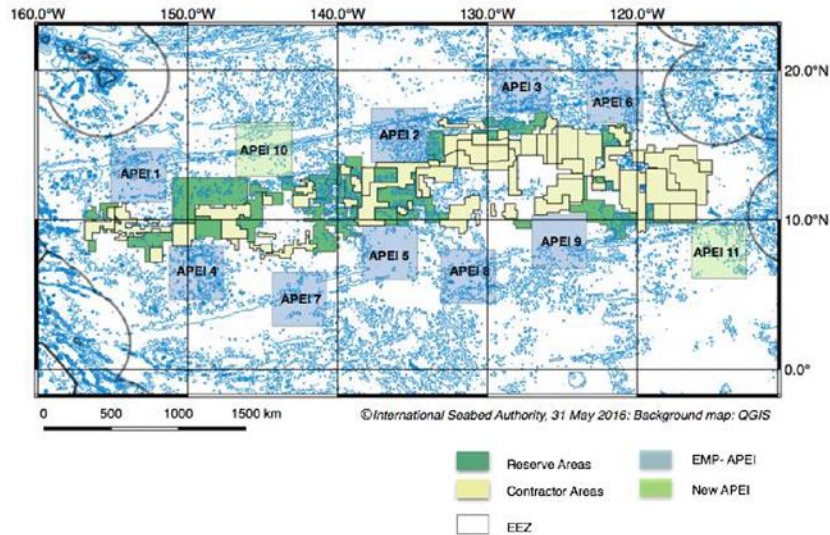 160.0°W 150.0°W 140.0°W 130.0°W 120.0°W
20.0°N
APEI 3
APEI 6
APEI 2
APEI 10
APEI 1
10.0°N
APEI 9
APEI 5
APEI 11
APEI 4
APEI 8
APEI 7
0.0°
0 500 1000 1500 km
©International Seabed Authority, 31 May 2016: Background map: QGIS
Reserve Areas EMP- APEI
Contractor Areas New APEI
EEZ